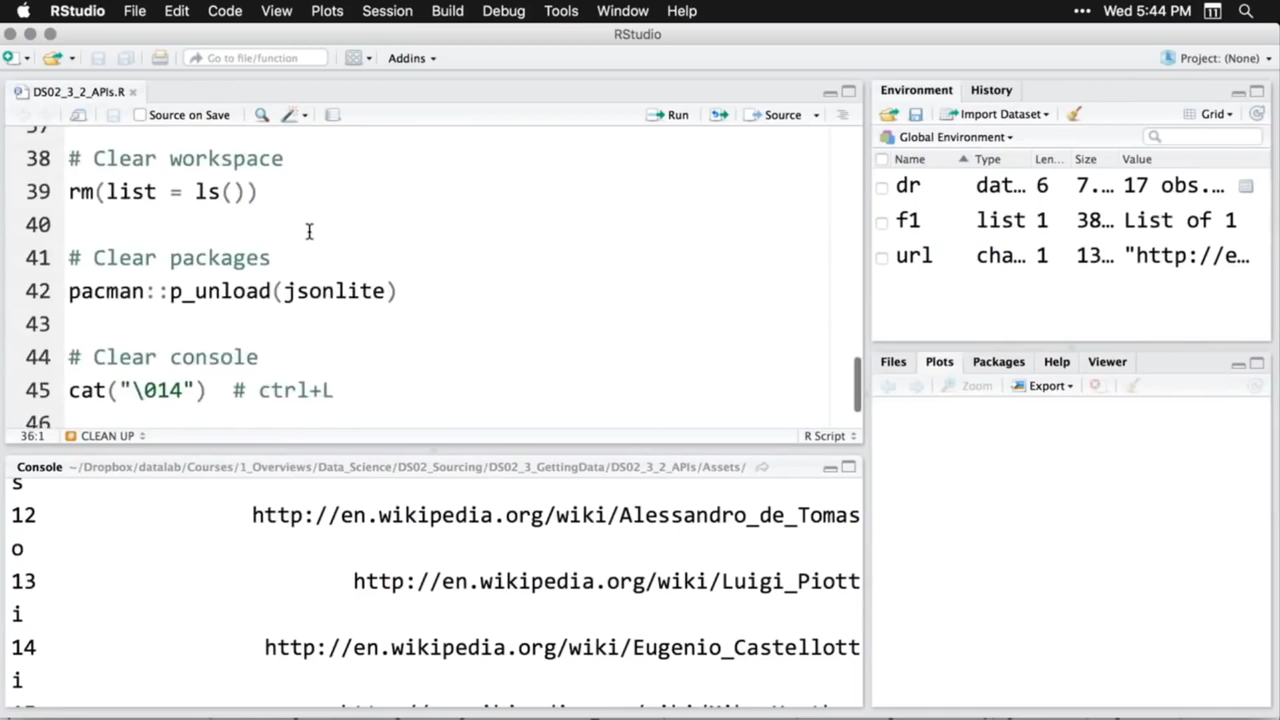 RStudio File Edit Code View Plots Session Build Debug Tools Window Help ••• Wed 5:44 PM 11
RStudio
Go to file/function Addins Project: (None)
DS02_3_2_APIs.R
Source on Save Run Source
37
38 # Clear workspace
39 rm(list = ls())
40
41 # Clear packages
42 pacman::p_unload(jsonlite)
43
44 # Clear console
45 cat("\014") # ctrl+L
46
36:1 CLEAN UP R Script
Console ~/Dropbox/datalab/Courses/1_Overviews/Data_Science/DS02_Sourcing/DS02_3_GettingData/DS02_3_2_APIs/Assets/
s
12 http://en.wikipedia.org/wiki/Alessandro_de_Tomas
o
13 http://en.wikipedia.org/wiki/Luigi_Piott
i
14 http://en.wikipedia.org/wiki/Eugenio_Castellott
i
Environment History
Import Dataset Grid
Global Environment
Name Type Len... Size Value
dr dat... 6 7.... 17 obs....
f1 list 1 38... List of 1
url cha... 1 13... "http://e...
Files Plots Packages Help Viewer
Zoom Export